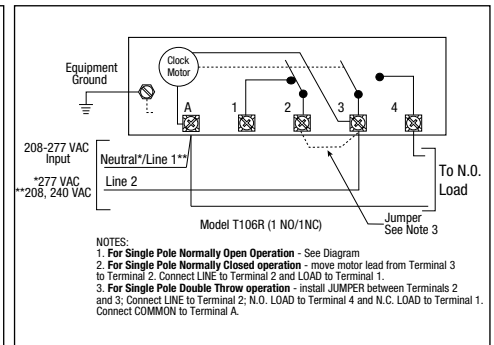 Clock
Motor
Equipment
Ground
A
1
2
3
4
208-277 VAC
Input
*277 VAC
**208, 240 VAC
Neutral*/Line 1**
Line 2
To N.O.
Load
Jumper
See Note 3
Model T106R (1 NO/1NC)
NOTES:
1. For Single Pole Normally Open Operation - See Diagram
2. For Single Pole Normally Closed operation - move motor lead from Terminal 3
to Terminal 2. Connect LINE to Terminal 2 and LOAD to Terminal 1.
3. For Single Pole Double Throw operation - install JUMPER between Terminals 2
and 3; Connect LINE to Terminal 2; N.O. LOAD to Terminal 4 and N.C. LOAD to Terminal 1.
Connect COMMON to Terminal A.